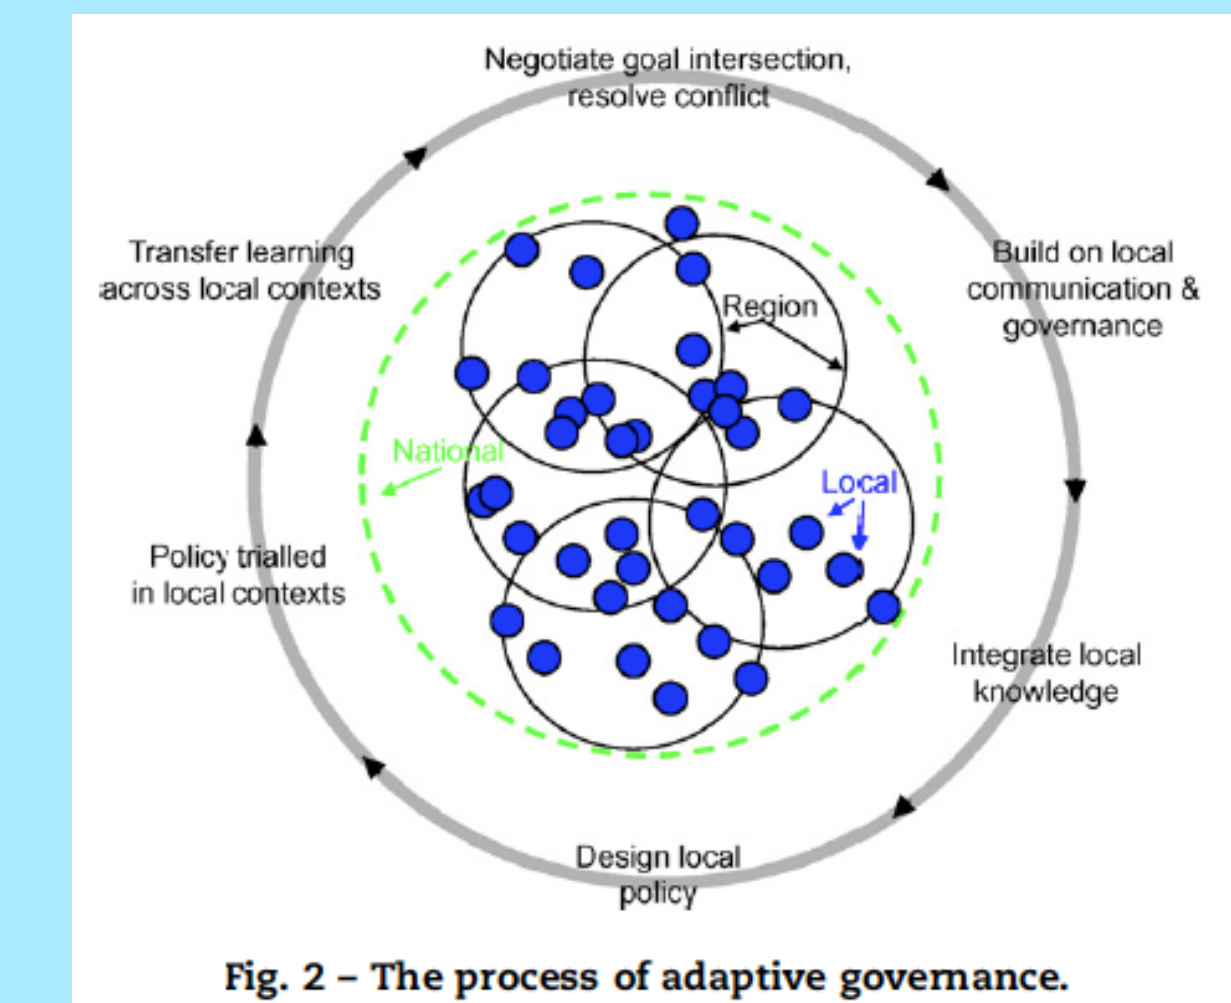 Negotiate goal intersection,
resolve conflict
Transfer learning
across local contexts
Build on local
communication &
governance
Region
National
Local
Policy trialled
in local contexts
Integrate local
knowledge
Design local
policy
Fig. 2 – The process of adaptive governance.